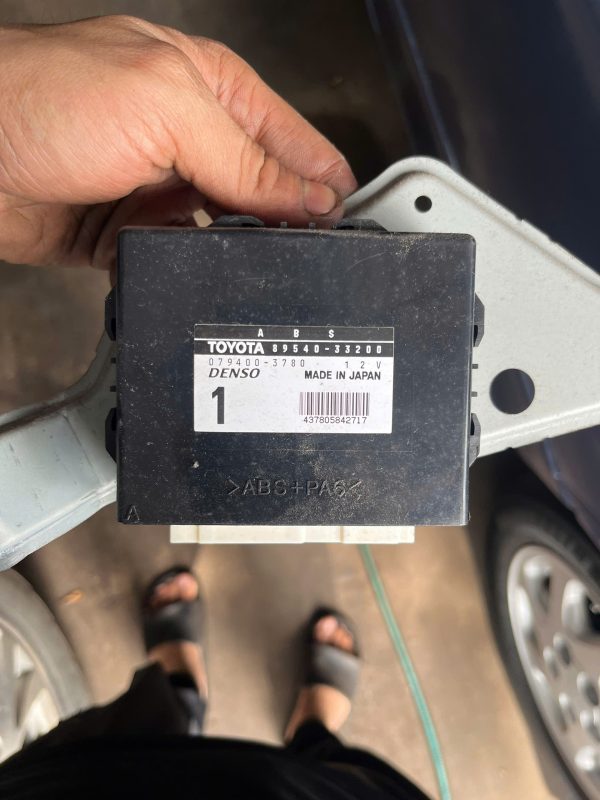 A B S
TOYOTA 89540-33200
079400-3780 12V
DENSO MADE IN JAPAN
1
437805842717
>ABS+PA6<
A